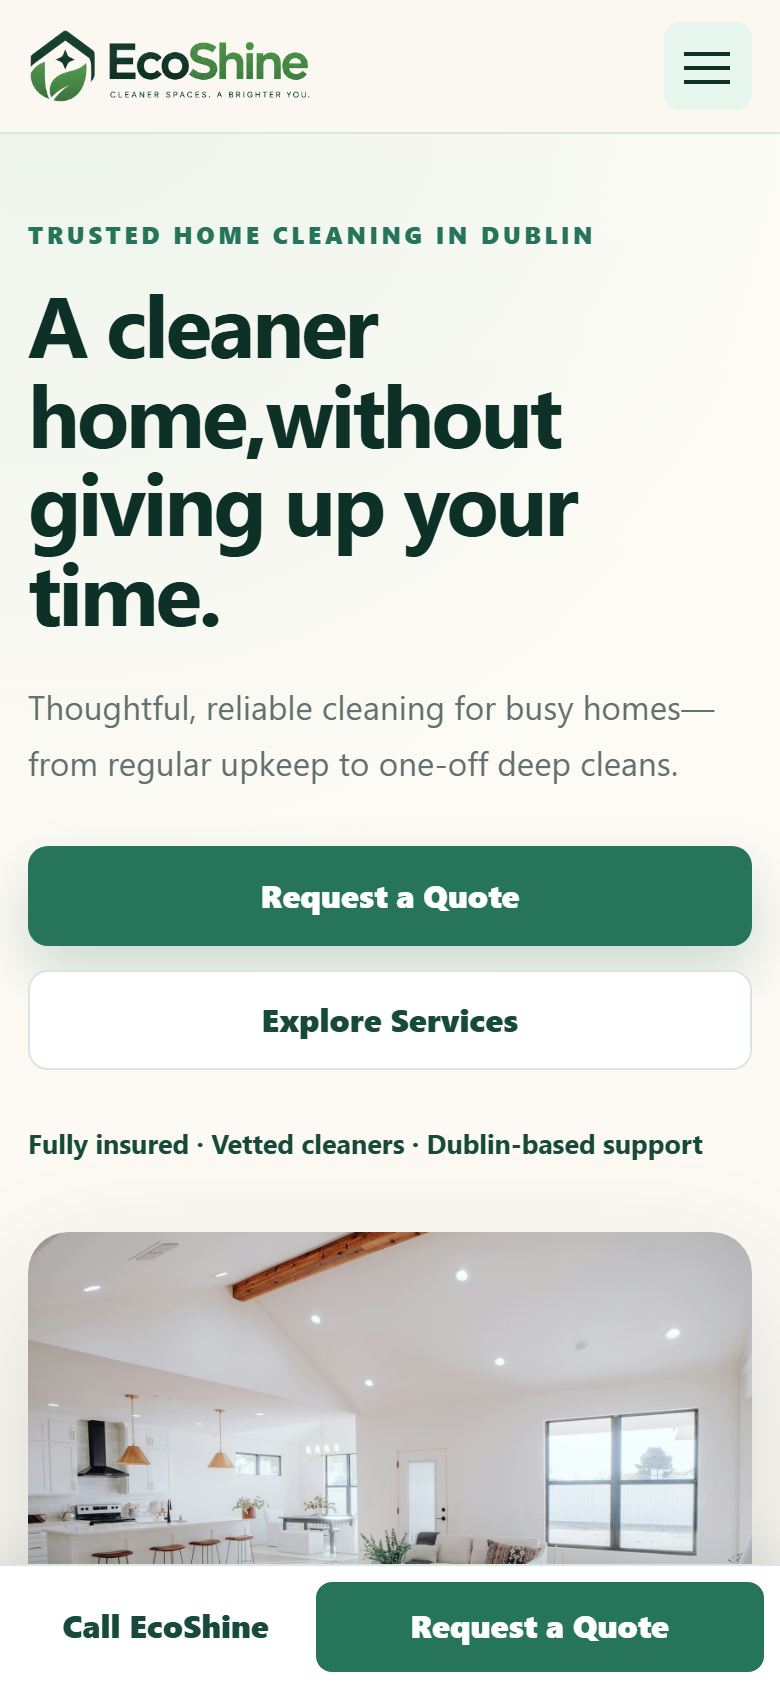 EcoShine
CLEANER SPACES. A BRIGHTER YOU.
TRUSTED HOME CLEANING IN DUBLIN
A cleaner
home,without
giving up your
time.
Thoughtful, reliable cleaning for busy homes—
from regular upkeep to one-off deep cleans.
Request a Quote
Explore Services
Fully insured · Vetted cleaners · Dublin-based support
Call EcoShine
Request a Quote